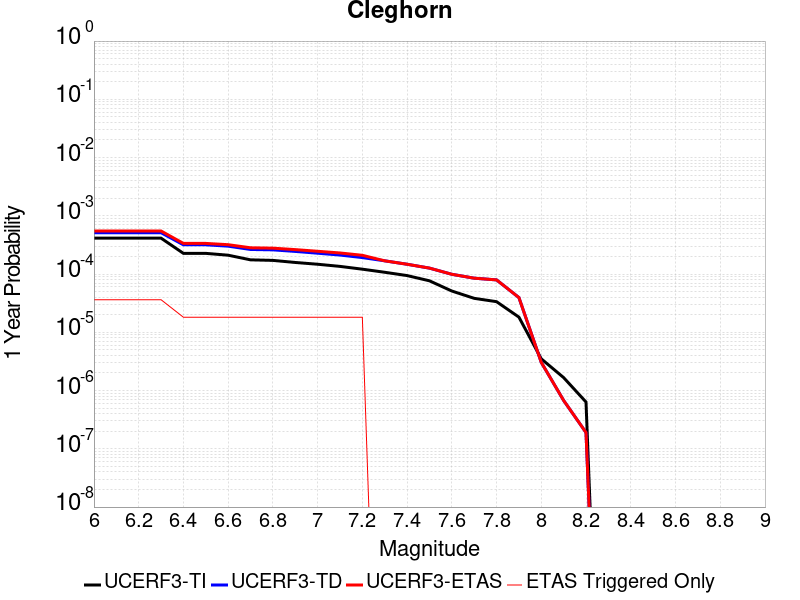 Cleghorn
10^0
10^-1
10^-2
10^-3
10^-4
10^-5
10^-6
10^-7
10^-8
1 Year Probability
6 6.2 6.4 6.6 6.8 7 7.2 7.4 7.6 7.8 8 8.2 8.4 8.6 8.8 9
Magnitude
UCERF3-TI UCERF3-TD UCERF3-ETAS ETAS Triggered Only